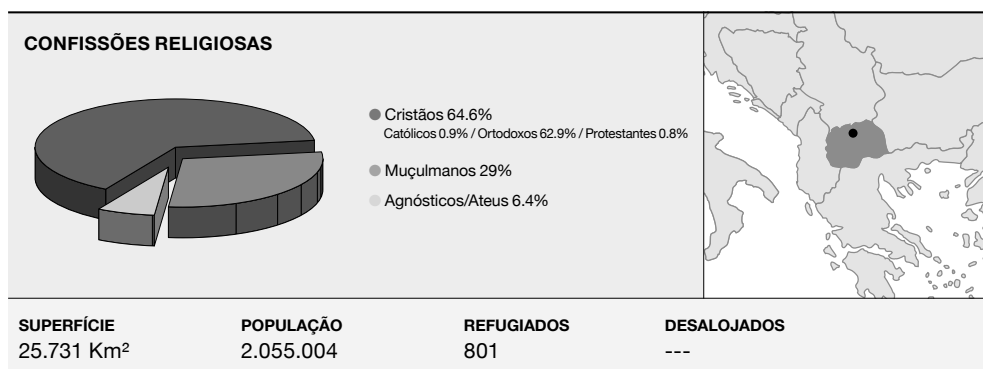 CONFISSÕES RELIGIOSAS
Cristãos 64.6%
Católicos 0.9% / Ortodoxos 62.9% / Protestantes 0.8%
Muçulmanos 29%
Agnósticos/Ateus 6.4%
SUPERFÍCIE
25.731 Km²
POPULAÇÃO
2.055.004
REFUGIADOS
801
DESALOJADOS
---